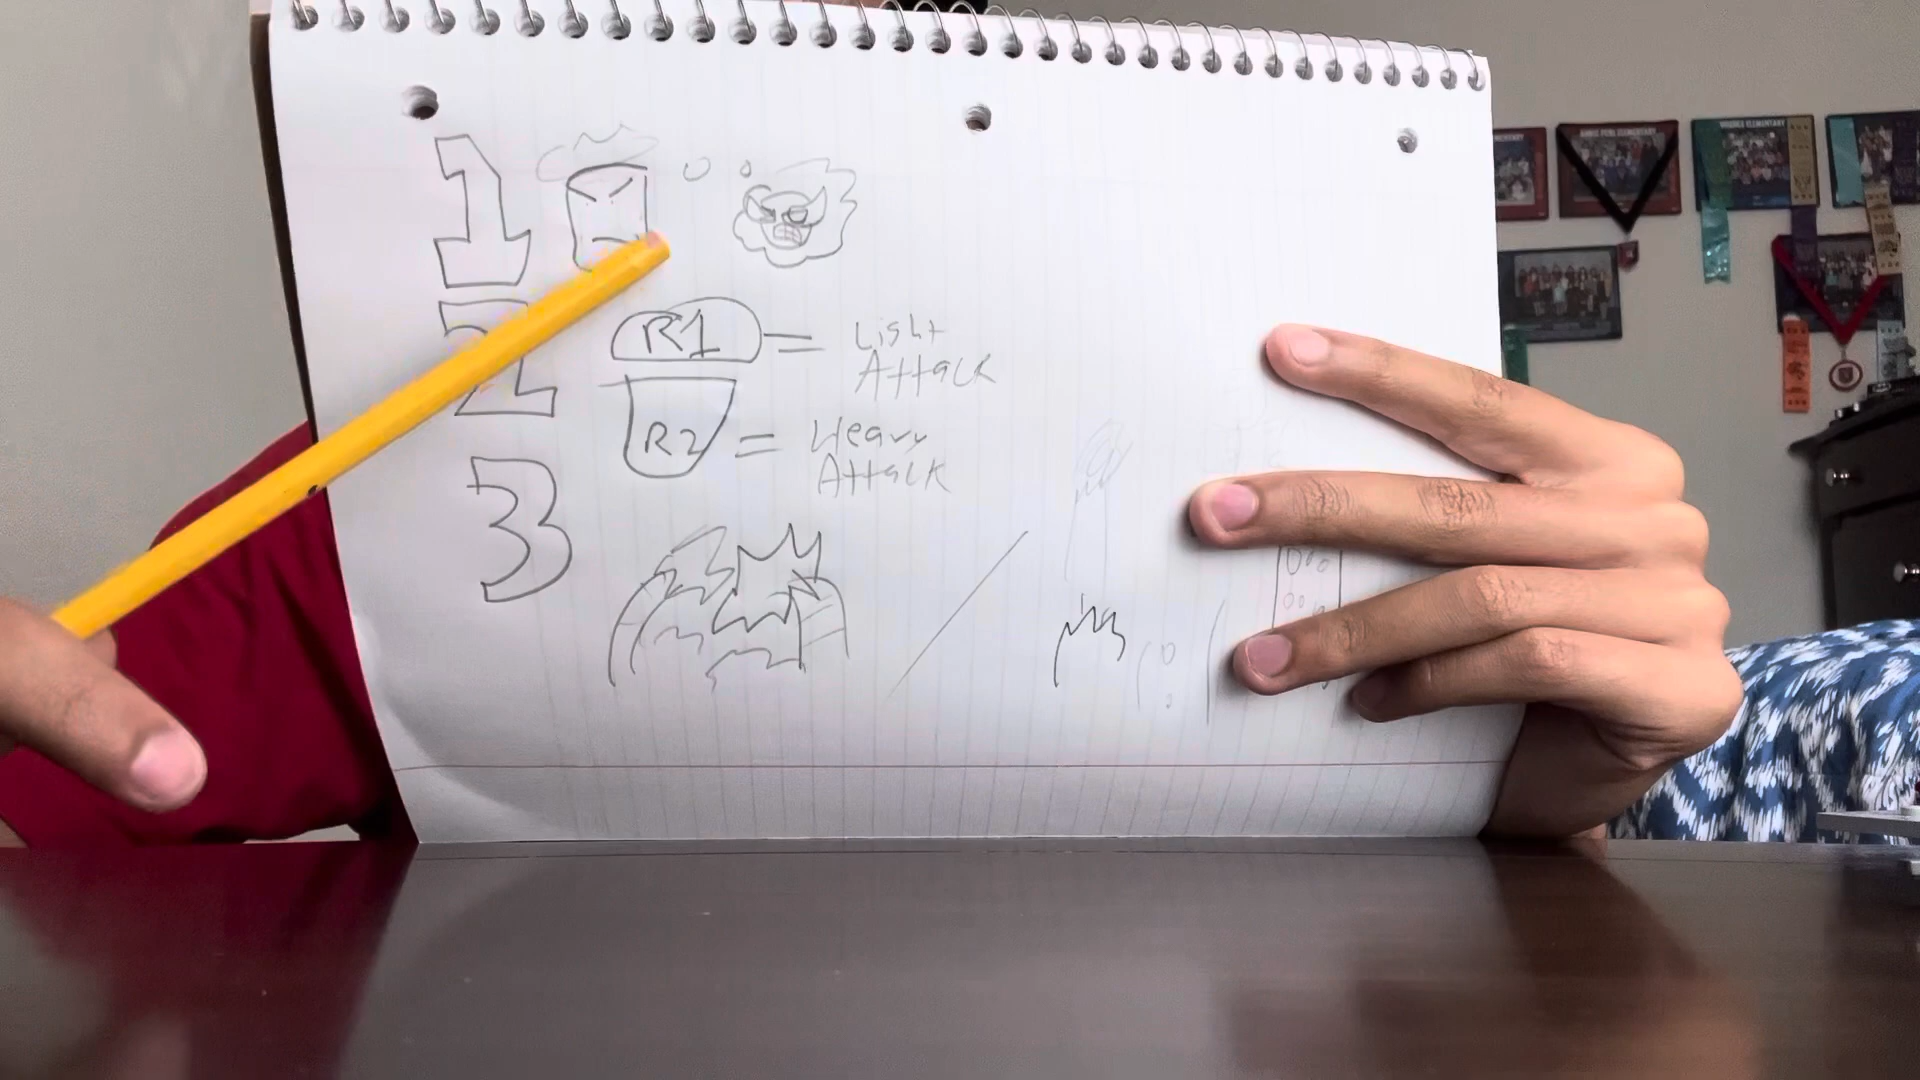 1
2
R1 = Light
Attack
R2 = Heavy
Attack
3